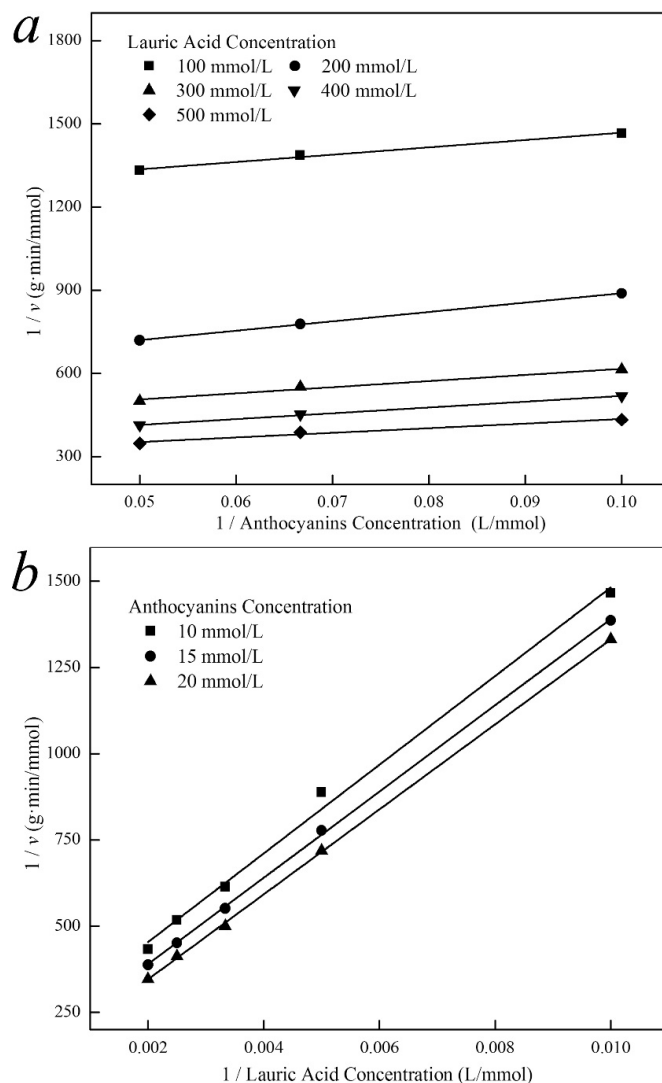 a
1800
1500
1200
900
600
300
1 / v (g·min/mmol)
Lauric Acid Concentration
100 mmol/L 200 mmol/L
300 mmol/L 400 mmol/L
500 mmol/L
0.05 0.06 0.07 0.08 0.09 0.10
1 / Anthocyanins Concentration (L/mmol)
b
1500
1250
1000
750
500
250
1 / v (g·min/mmol)
Anthocyanins Concentration
10 mmol/L
15 mmol/L
20 mmol/L
0.002 0.004 0.006 0.008 0.010
1 / Lauric Acid Concentration (L/mmol)